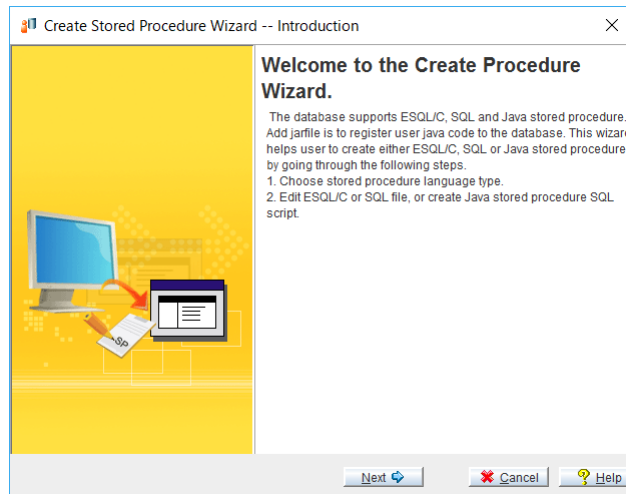 Create Stored Procedure Wizard -- Introduction
Welcome to the Create Procedure
Wizard.
The database supports ESQL/C, SQL and Java stored procedure.
Add jarfile is to register user java code to the database. This wizar
helps user to create either ESQL/C, SQL or Java stored procedure
by going through the following steps.
1. Choose stored procedure language type.
2. Edit ESQL/C or SQL file, or create Java stored procedure SQL
script.
SP
Next
Cancel
Help